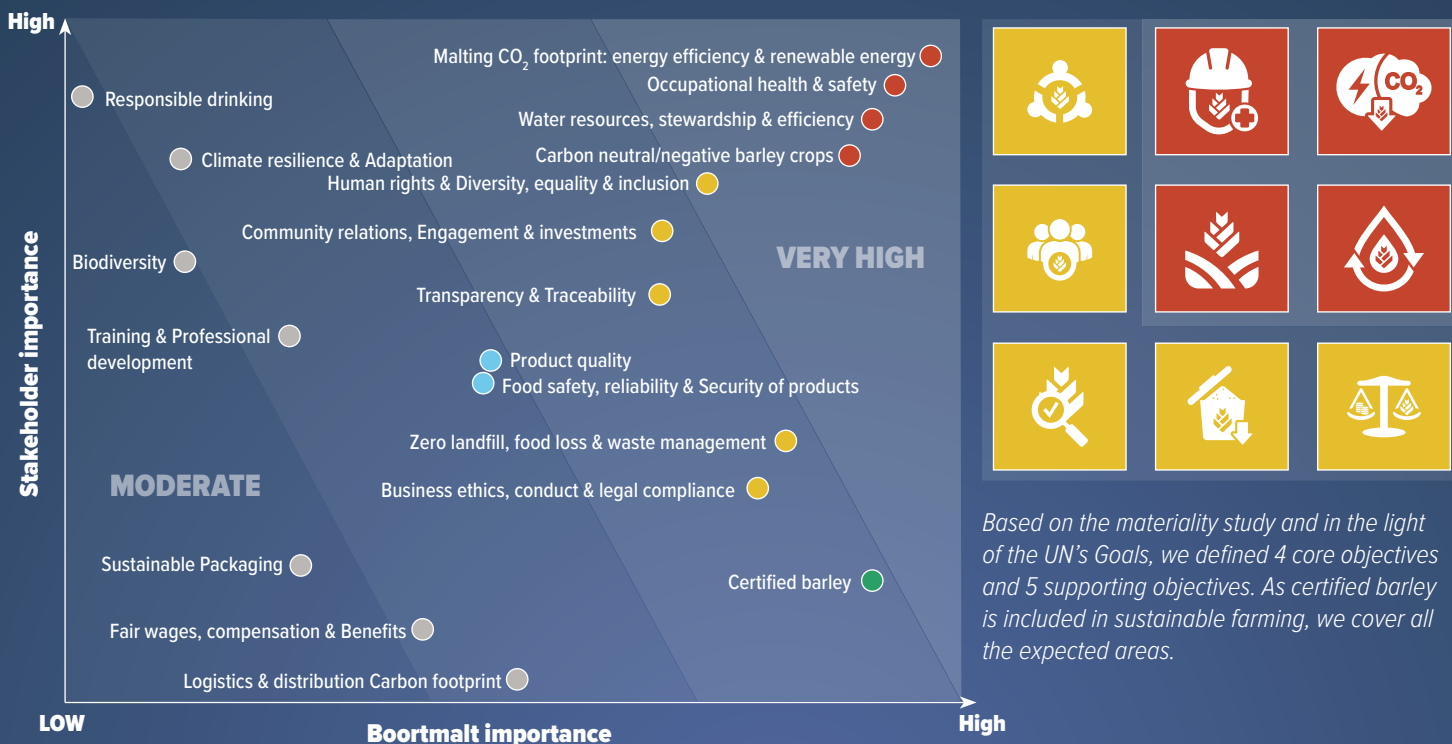 High
Malting CO₂ footprint: energy efficiency & renewable energy
Occupational health & safety
Responsible drinking
Water resources, stewardship & efficiency
Carbon neutral/negative barley crops
Climate resilience & Adaptation
Human rights & Diversity, equality & inclusion
Community relations, Engagement & investments
VERY HIGH
Biodiversity
Transparency & Traceability
Training & Professional
development
Product quality
Food safety, reliability & Security of products
Zero landfill, food loss & waste management
MODERATE
Business ethics, conduct & legal compliance
Sustainable Packaging
Certified barley
Fair wages, compensation & Benefits
Logistics & distribution Carbon footprint
Stakeholder importance
LOW
Boortmalt importance
High
CO₂
Based on the materiality study and in the light
of the UN’s Goals, we defined 4 core objectives
and 5 supporting objectives. As certified barley
is included in sustainable farming, we cover all
the expected areas.